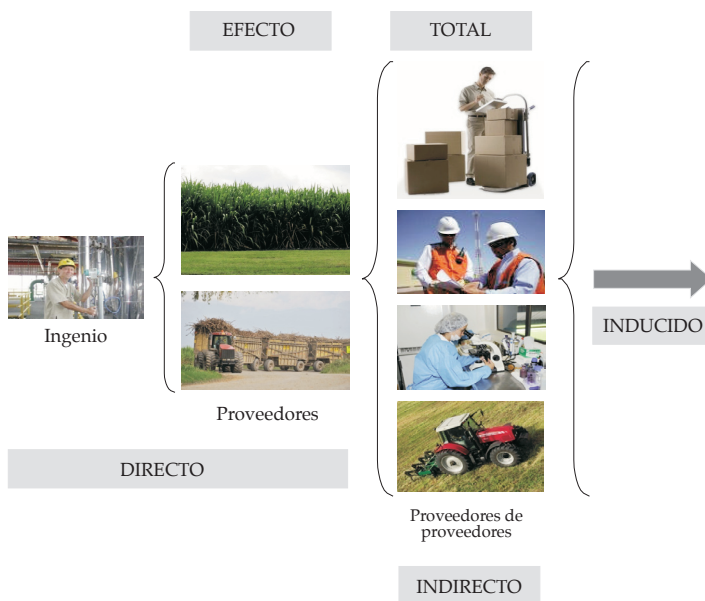 EFECTO
TOTAL
Ingenio
Proveedores
INDUCIDO
DIRECTO
Proveedores de
proveedores
INDIRECTO